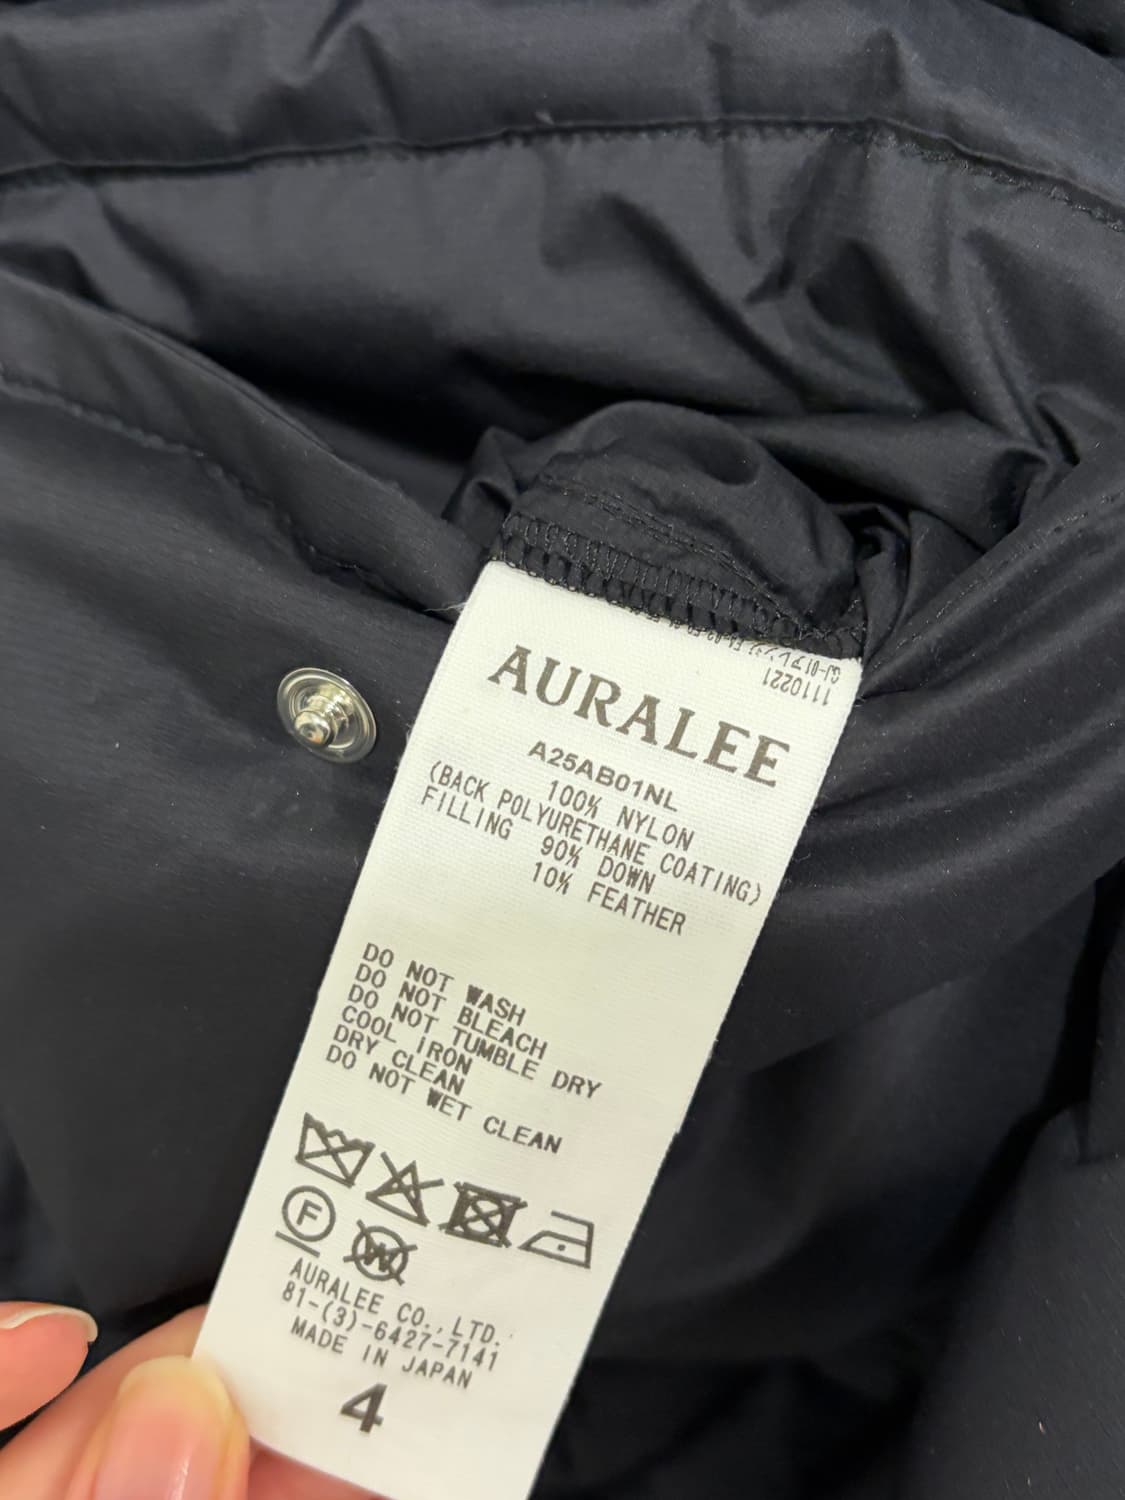 AURALEE
A25AB01NL
100% NYLON
(BACK POLYURETHANE COATING)
FILLING 90% DOWN
10% FEATHER
DO NOT WASH
DO NOT BLEACH
DO NOT TUMBLE DRY
COOL IRON
DRY CLEAN
DO NOT WET CLEAN
F
W
AURALEE CO.,LTD.
81-(3)-6427-7141
MADE IN JAPAN
4
1110221